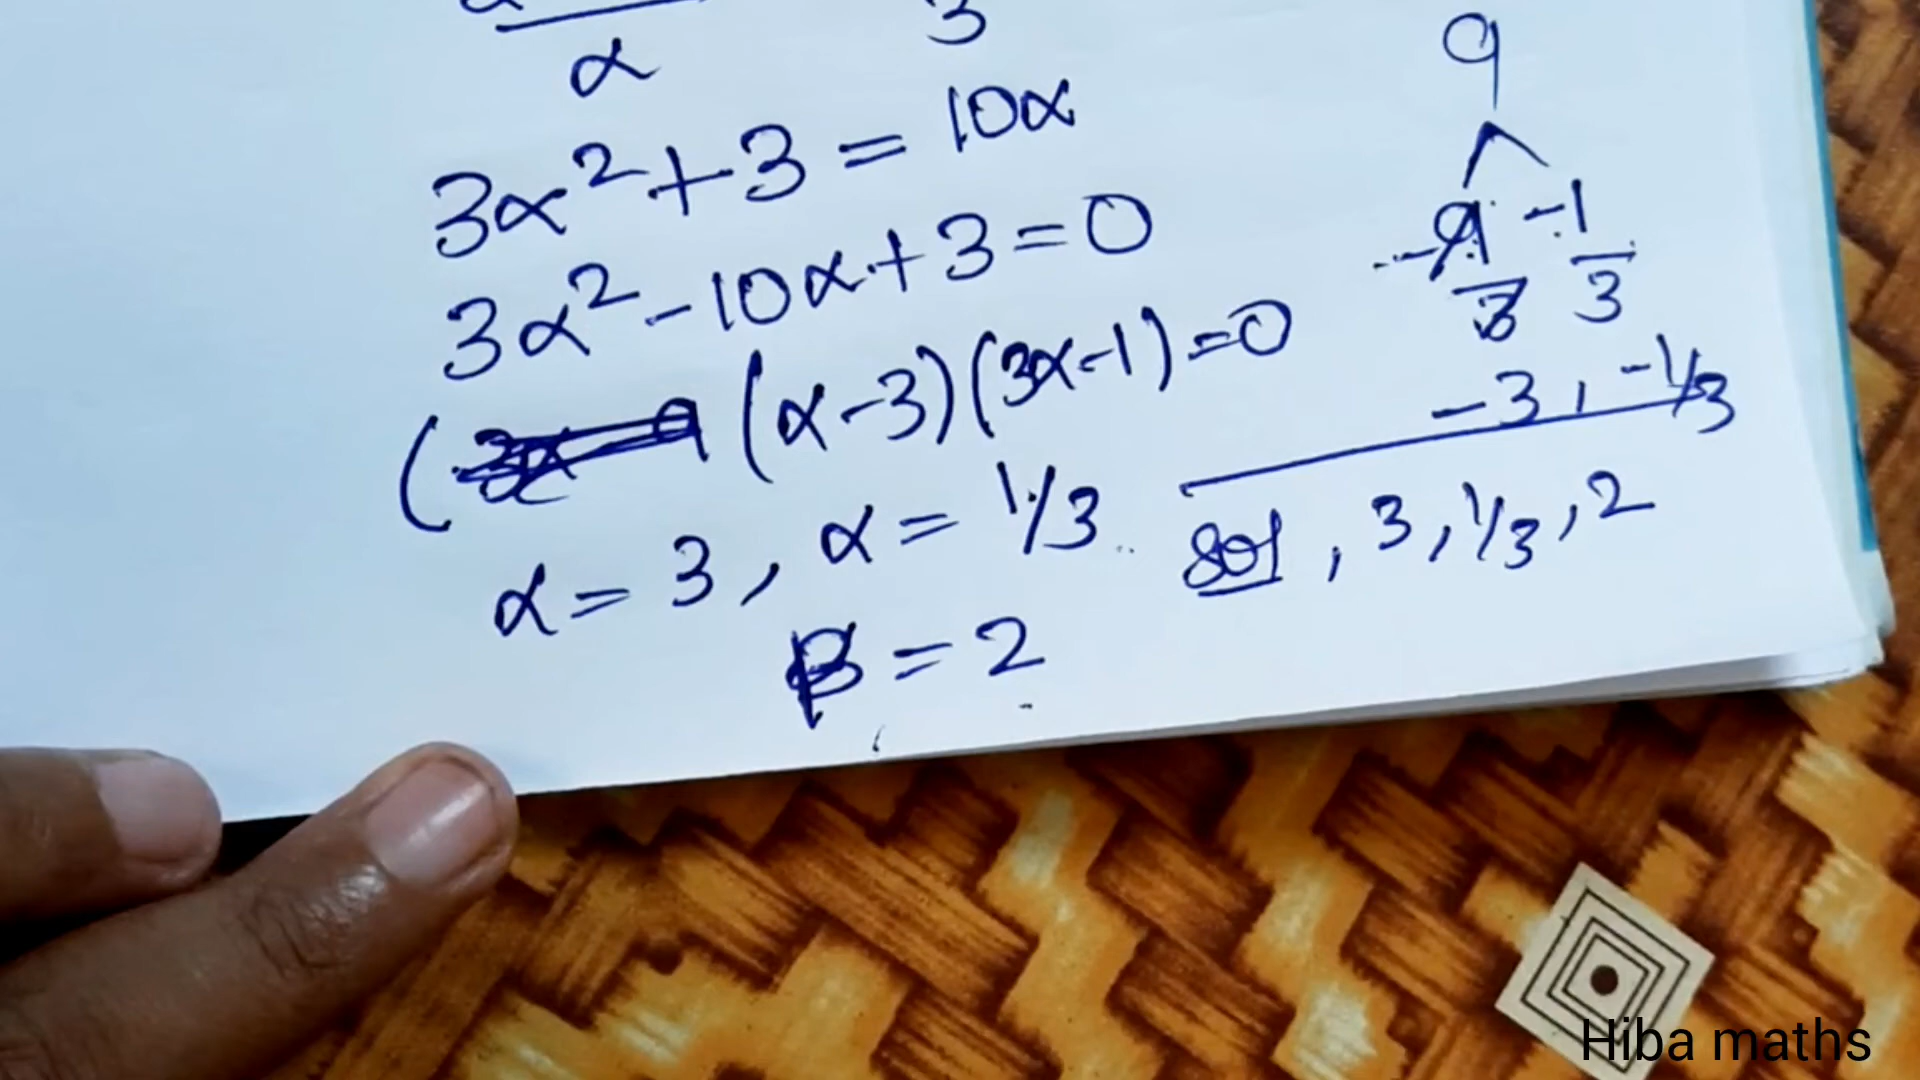 α 3
3α² + 3 = 10α
3α² - 10α + 3 = 0
( (α - 3)(3α - 1) = 0
α = 3, α = 1/3
β = 2
9
-9/3 -1/3
-3, -1/3
sol, 3, 1/3, 2
Hiba maths